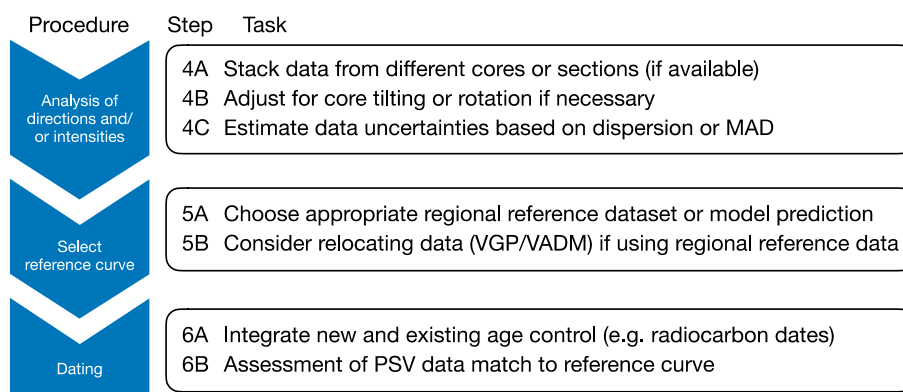 Procedure Step Task
Analysis of
directions and/
or intensities
4A Stack data from different cores or sections (if available)
4B Adjust for core tilting or rotation if necessary
4C Estimate data uncertainties based on dispersion or MAD
Select
reference curve
5A Choose appropriate regional reference dataset or model prediction
5B Consider relocating data (VGP/VADM) if using regional reference data
Dating
6A Integrate new and existing age control (e.g. radiocarbon dates)
6B Assessment of PSV data match to reference curve